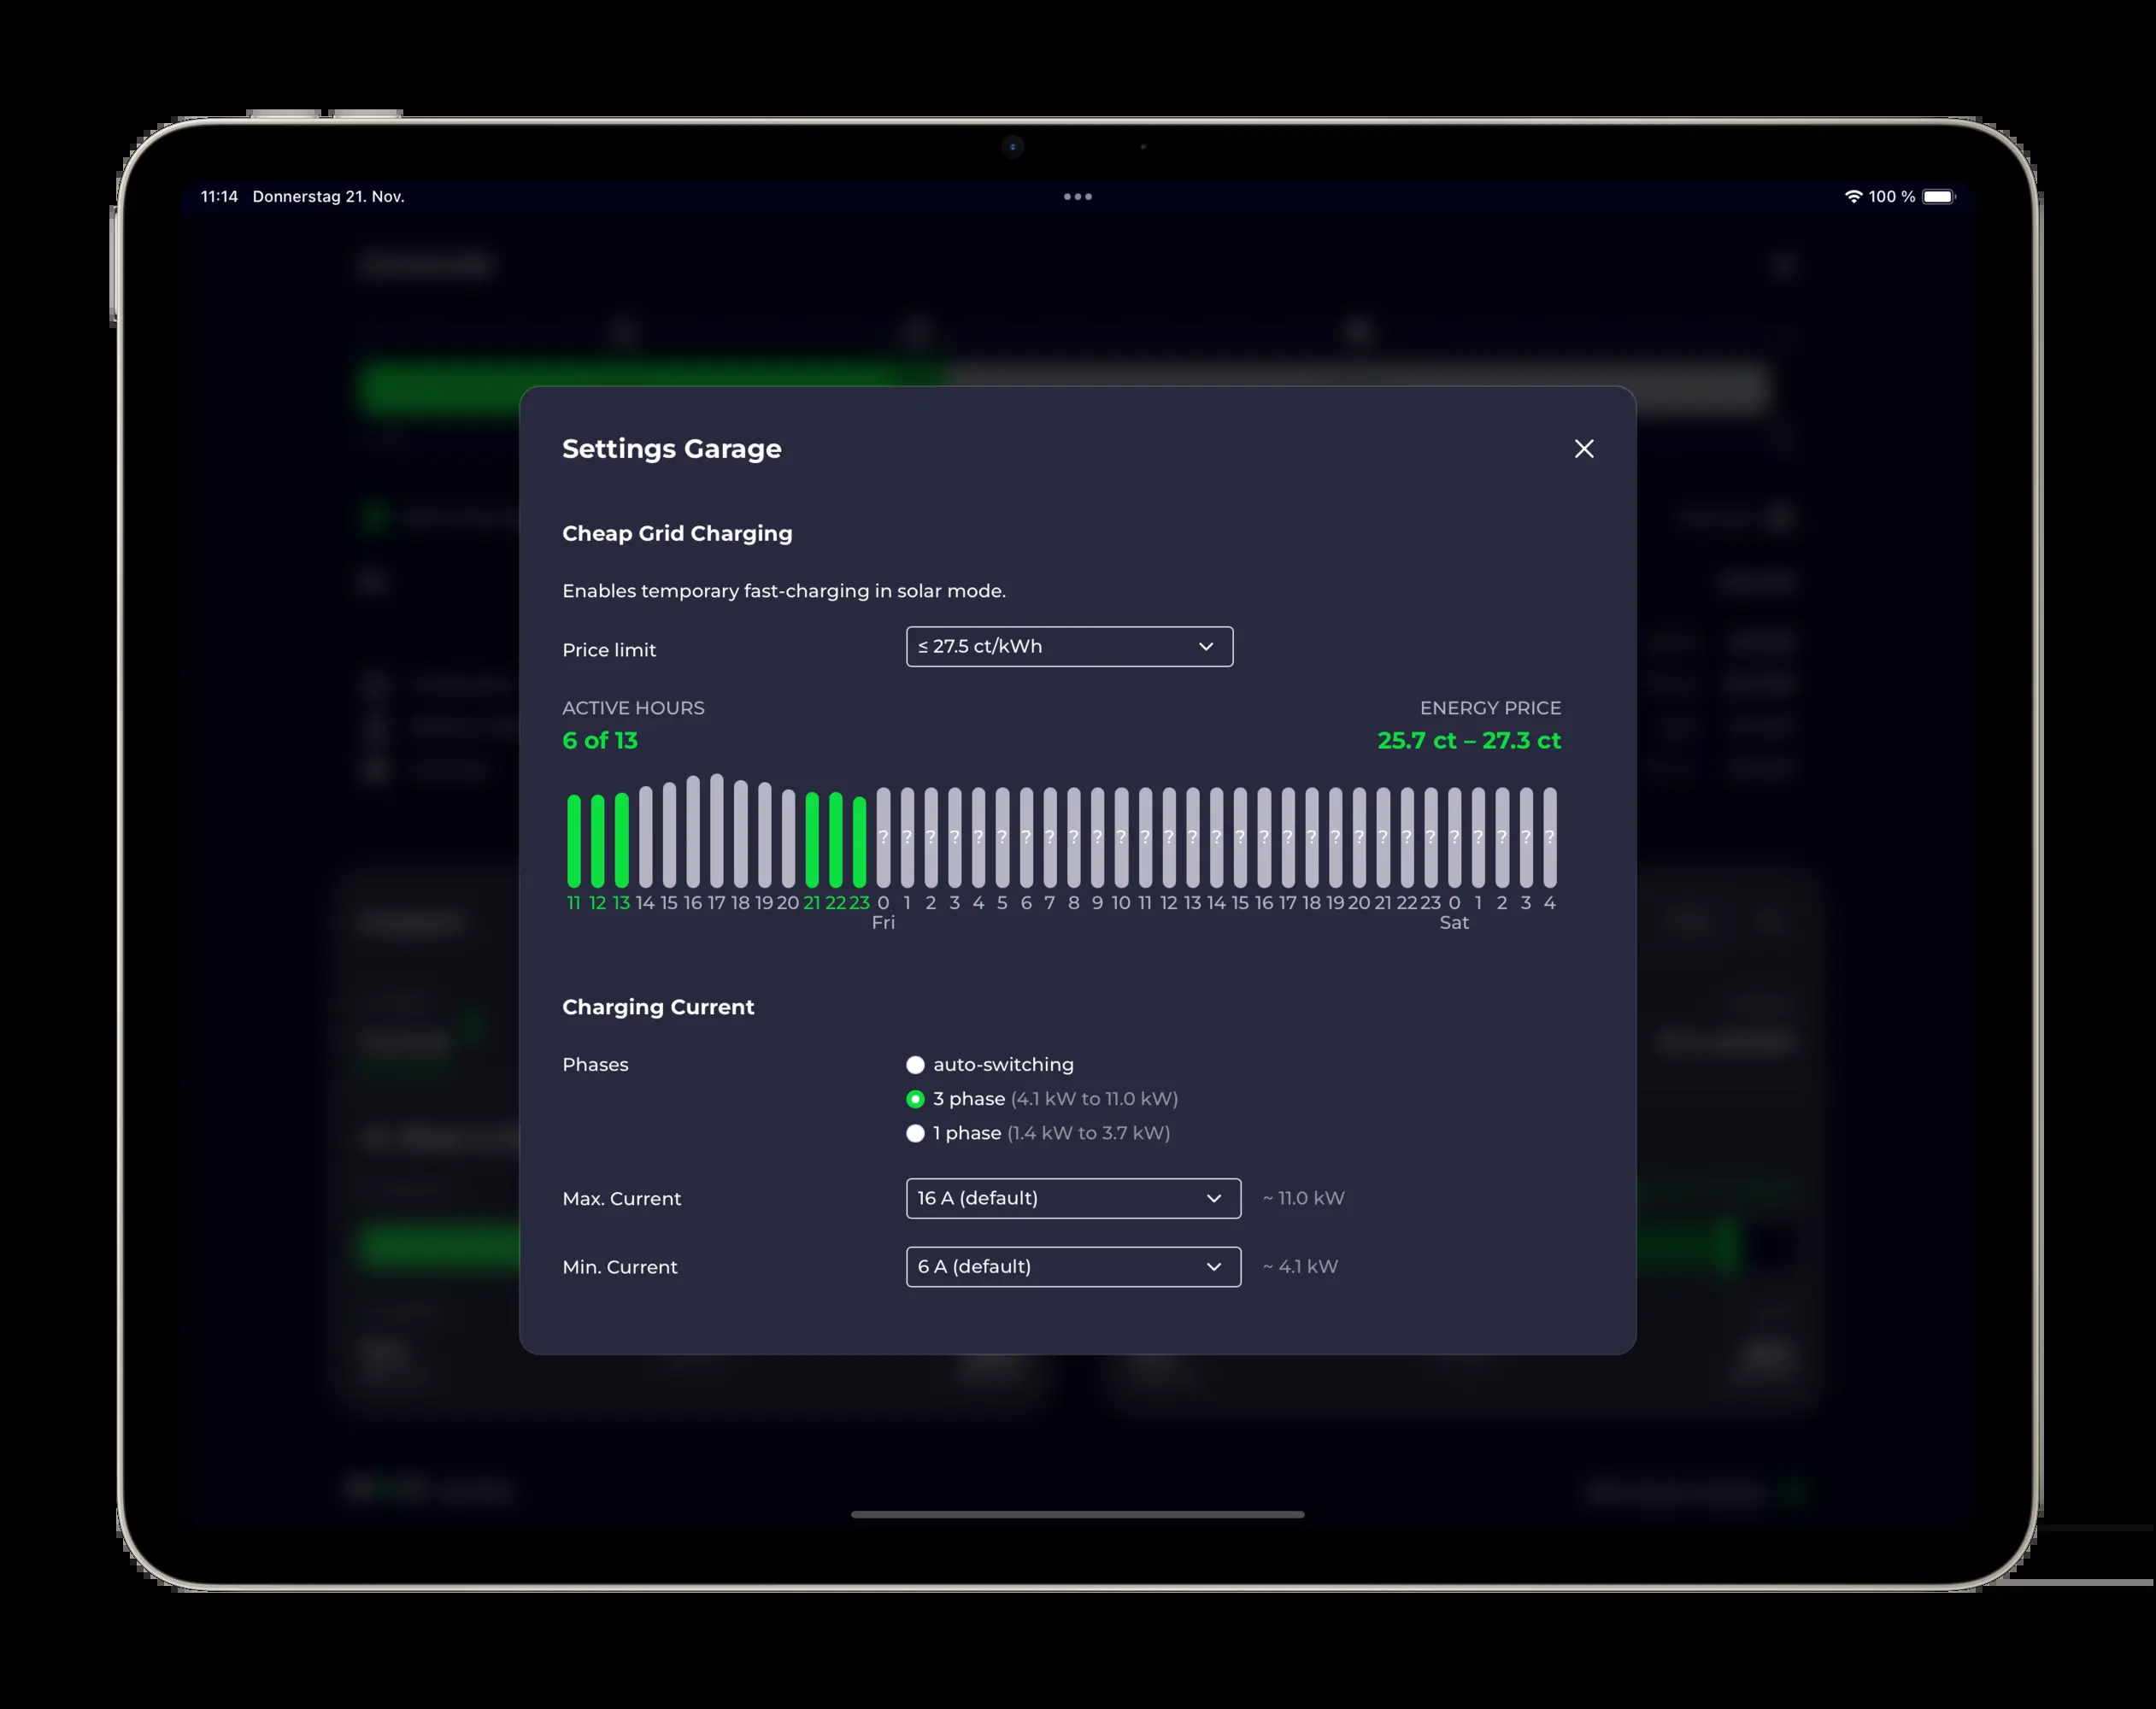 11:14 Donnerstag 21. Nov.
100 %
Settings Garage
Cheap Grid Charging
Enables temporary fast-charging in solar mode.
Price limit ≤ 27.5 ct/kWh
ACTIVE HOURS ENERGY PRICE
6 of 13 25.7 ct – 27.3 ct
? ? ? ? ? ? ? ? ? ? ? ? ? ? ? ? ? ? ? ? ? ? ? ? ? ? ? ? ?
11 12 13 14 15 16 17 18 19 20 21 22 23 0 1 2 3 4 5 6 7 8 9 10 11 12 13 14 15 16 17 18 19 20 21 22 23 0 1 2 3 4
Fri Sat
Charging Current
Phases auto-switching
3 phase (4.1 kW to 11.0 kW)
1 phase (1.4 kW to 3.7 kW)
Max. Current 16 A (default) ~ 11.0 kW
Min. Current 6 A (default) ~ 4.1 kW